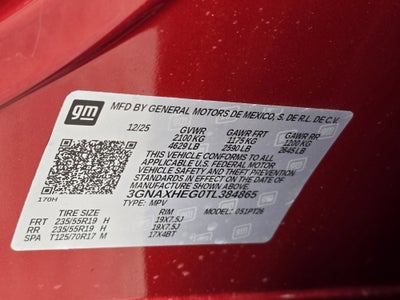 gm
MFD BY GENERAL MOTORS DE MEXICO, S. DE R.L. DE C.V.
12/25 GVWR GAWR FRT GAWR RR
2100 KG 1175 KG 1200 KG
4629 LB 2590 LB 2645 LB
THIS VEHICLE CONFORMS TO ALL
APPLICABLE U.S. FEDERAL MOTOR
VEHICLE SAFETY AND THEFT
PREVENTION STANDARDS IN EFFECT
ON THE DATE OF MANUFACTURE
SHOWN ABOVE.
3GNAXHEG0TL384865
170H
TYPE: MPV MODEL: 0S1PT26
TIRE SIZE RIM
FRT 235/55R19 H 19X7.5J
RR 235/55R19 H 19X7.5J
SPA T125/70R17 M 17X4BT